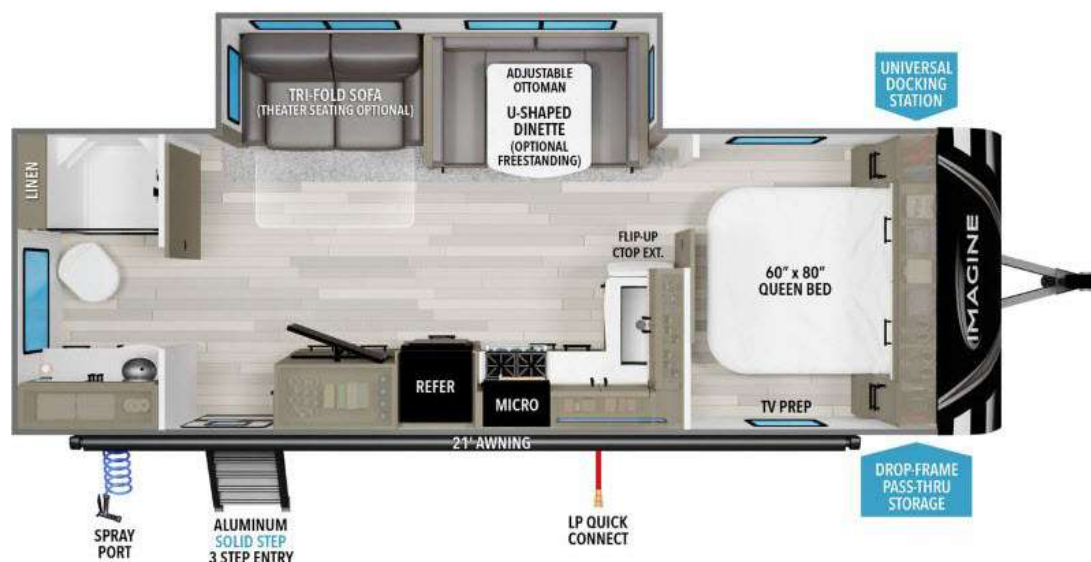 UNIVERSAL
DOCKING
STATION
TRI-FOLD SOFA
(THEATER SEATING OPTIONAL)
ADJUSTABLE
OTTOMAN
U-SHAPED
DINETTE
(OPTIONAL
FREESTANDING)
LINEN
FLIP-UP
CTOP EXT.
60" x 80"
QUEEN BED
IMAGINE
REFER
MICRO
TV PREP
21' AWNING
DROP-FRAME
PASS-THRU
STORAGE
SPRAY
PORT
ALUMINUM
SOLID STEP
3 STEP ENTRY
LP QUICK
CONNECT